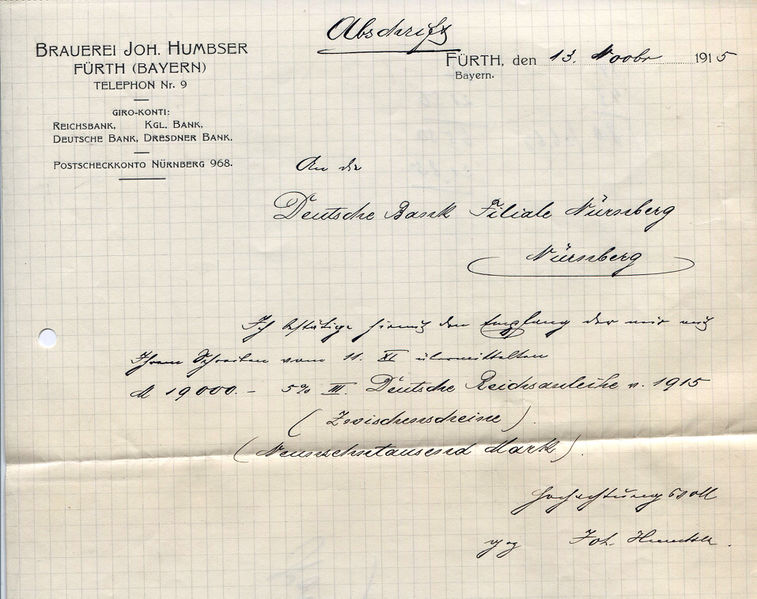 Abschrift
BRAUEREI JOH. HUMBSER
FÜRTH (BAYERN)
TELEPHON Nr. 9
GIRO-KONTI:
REICHSBANK, KGL. BANK,
DEUTSCHE BANK, DRESDNER BANK.
POSTSCHECKKONTO NÜRNBERG 968.
FÜRTH, den 13. Novbr 1915
Bayern.
An die
Deutsche Bank Filiale Nürnberg
Nürnberg
Ich bestätige hiemit den Empfang der mir mit
Ihrem Schreiben vom 11. XI. übermittelten
M 19000.- 5% III. Deutsche Reichsanleihe v. 1915
(Zwischenscheine)
(Neunzehntausend Mark).
Hochachtungsvoll
gez Joh. Humbser.